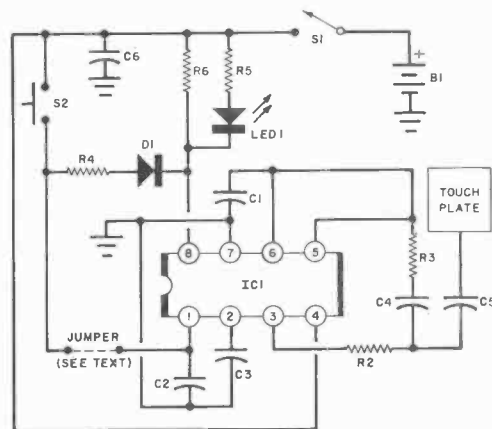 S1
+
C6
R6
R5
B1
S2
LED1
D1
R4
C1
TOUCH
PLATE
8
7
6
5
R3
IC1
C4
C5
1
2
3
4
JUMPER
(SEE TEXT)
C3
R2
C2